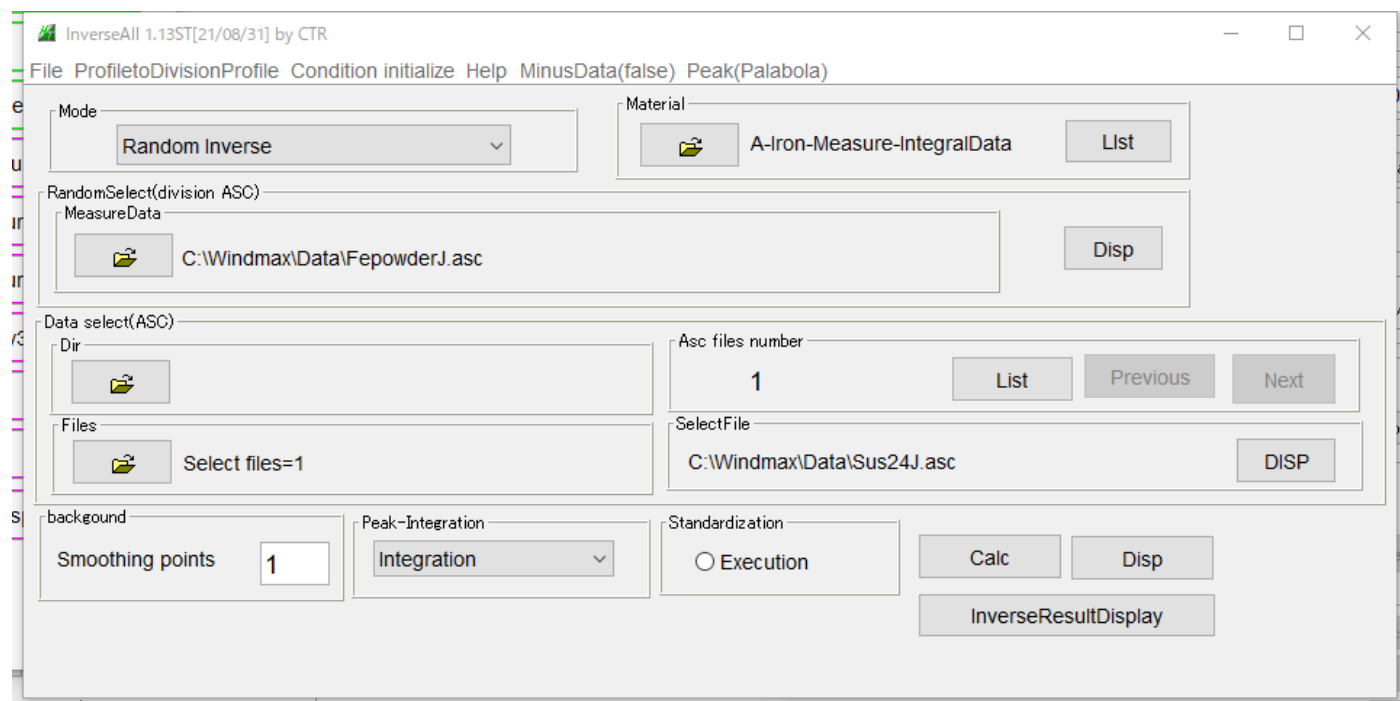 InverseAll 1.13ST[21/08/31] by CTR
File ProfiletoDivisionProfile Condition initialize Help MinusData(false) Peak(Palabola)
Mode
Random Inverse
Material
A-Iron-Measure-IntegralData
LIst
RandomSelect(division ASC)
MeasureData
C:\Windmax\Data\FepowderJ.asc
Disp
Data select(ASC)
Dir
Asc files number
1
List
Previous
Next
Files
Select files=1
SelectFile
C:\Windmax\Data\Sus24J.asc
DISP
backgound
Smoothing points
1
Peak-Integration
Integration
Standardization
Execution
Calc
Disp
InverseResultDisplay